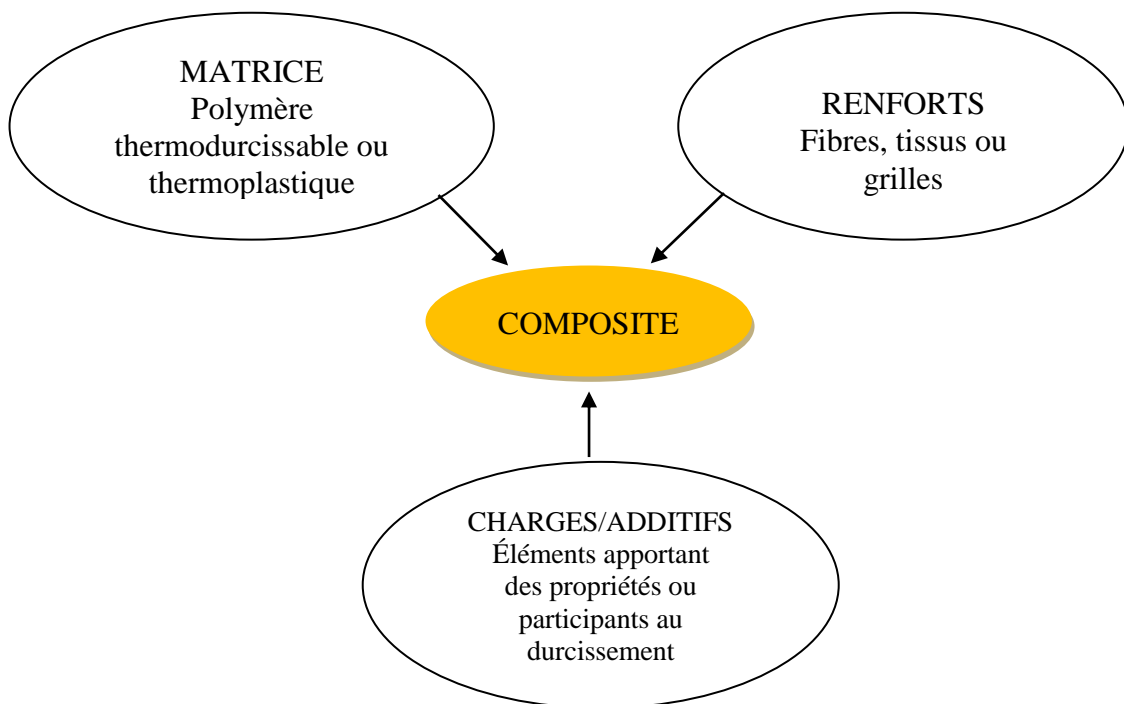 MATRICE
Polymère
thermodurcissable ou
thermoplastique
RENFORTS
Fibres, tissus ou
grilles
COMPOSITE
CHARGES/ADDITIFS
Éléments apportant
des propriétés ou
participants au
durcissement